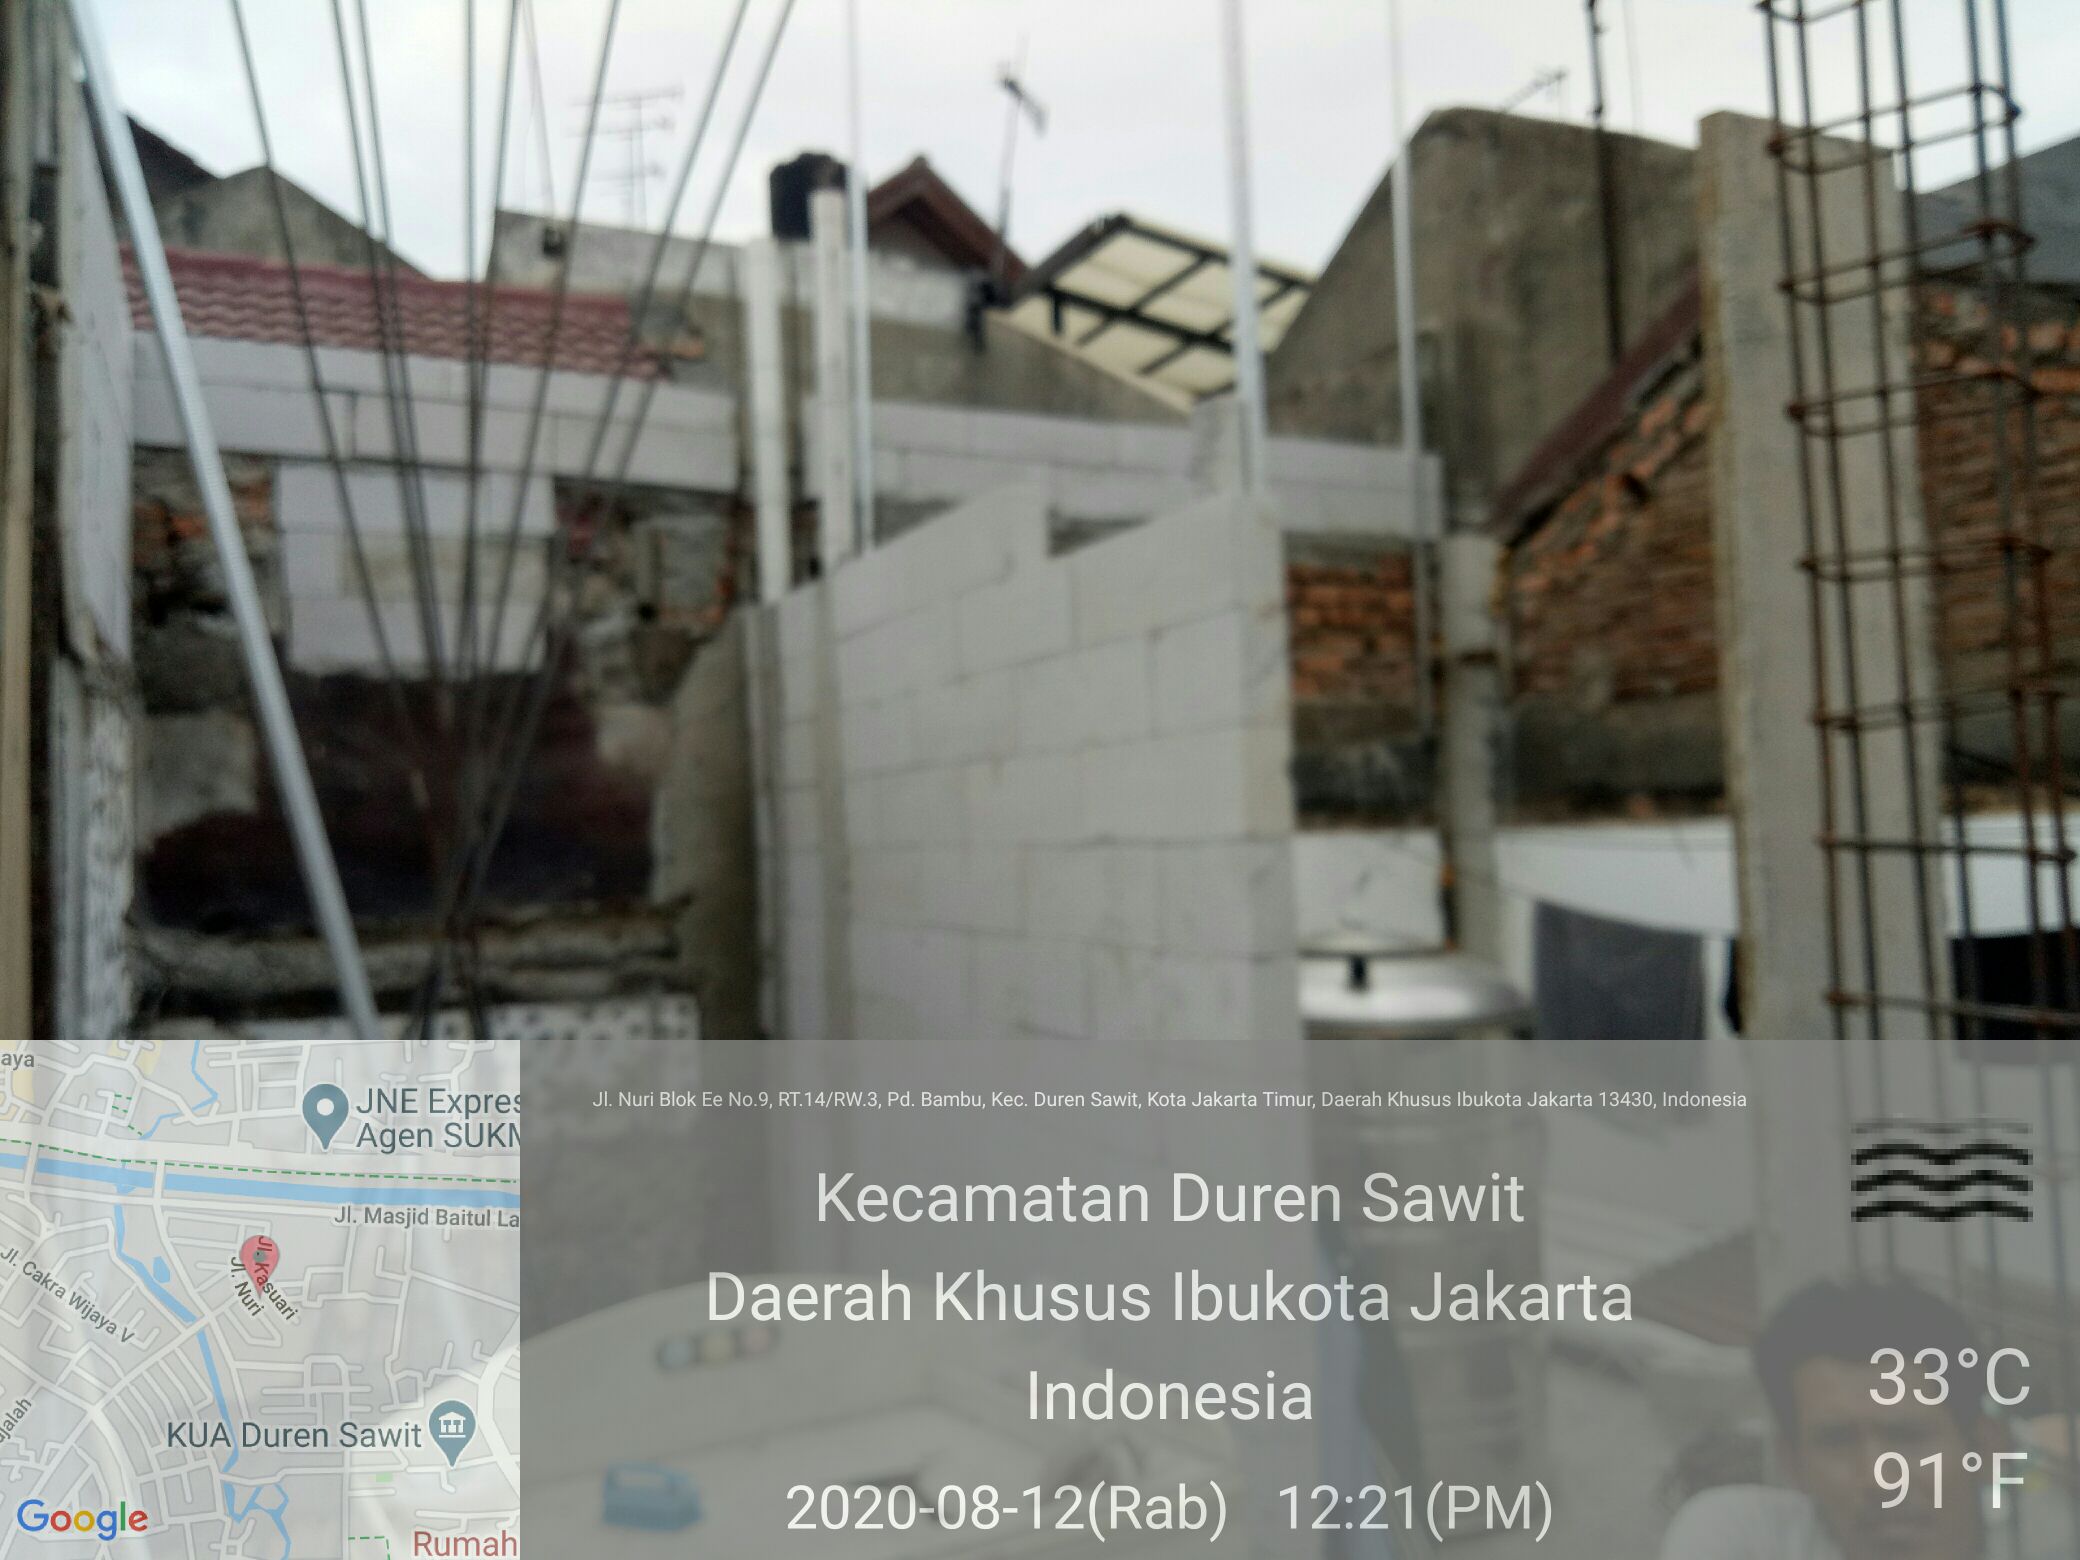 aya
JNE Expres
Agen SUKM
Jl. Masjid Baitul La
Jl. Kasuari
Jl. Nuri
Jl. Cakra Wijaya V
jalah
KUA Duren Sawit
Google
Rumah
Jl. Nuri Blok Ee No.9, RT.14/RW.3, Pd. Bambu, Kec. Duren Sawit, Kota Jakarta Timur, Daerah Khusus Ibukota Jakarta 13430, Indonesia
Kecamatan Duren Sawit
Daerah Khusus Ibukota Jakarta
Indonesia
2020-08-12(Rab) 12:21(PM)
33°C
91°F